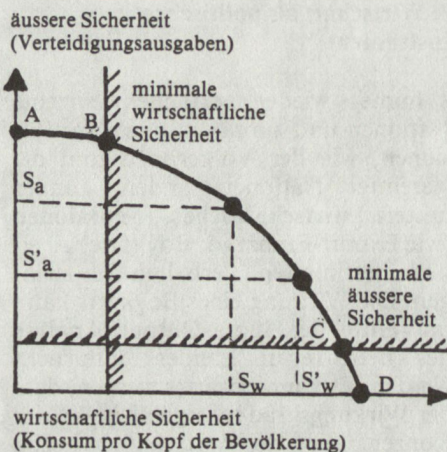 äussere Sicherheit
(Verteidigungsausgaben)
A
B
minimale
wirtschaftliche
Sicherheit
Sa
S'a
minimale
äussere
Sicherheit
C
Sw
S'w
D
wirtschaftliche Sicherheit
(Konsum pro Kopf der Bevölkerung)